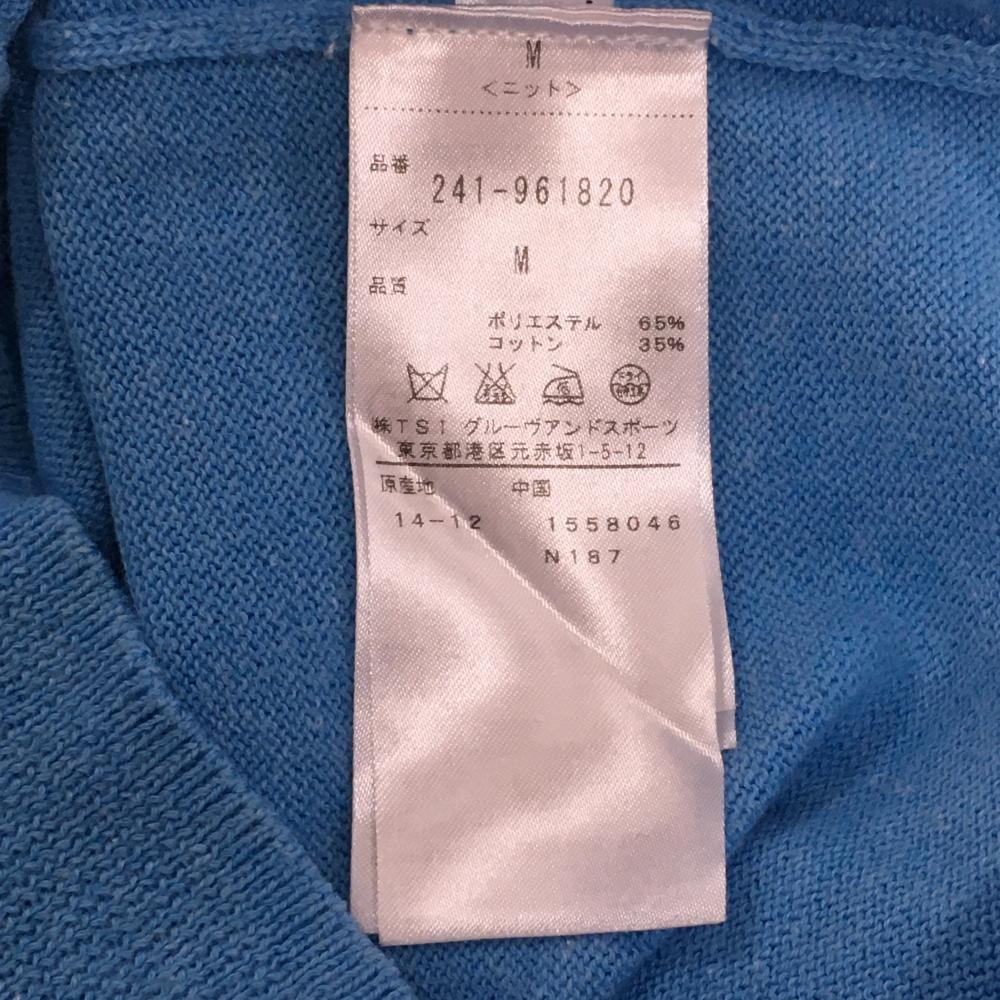 M
<ニット>
品番
241-961820
サイズ
M
品質
ポリエステル 65%
コットン 35%
㈱TSI グルーヴアンドスポーツ
東京都港区元赤坂1-5-12
原産地 中国
14-12 1558046
N187